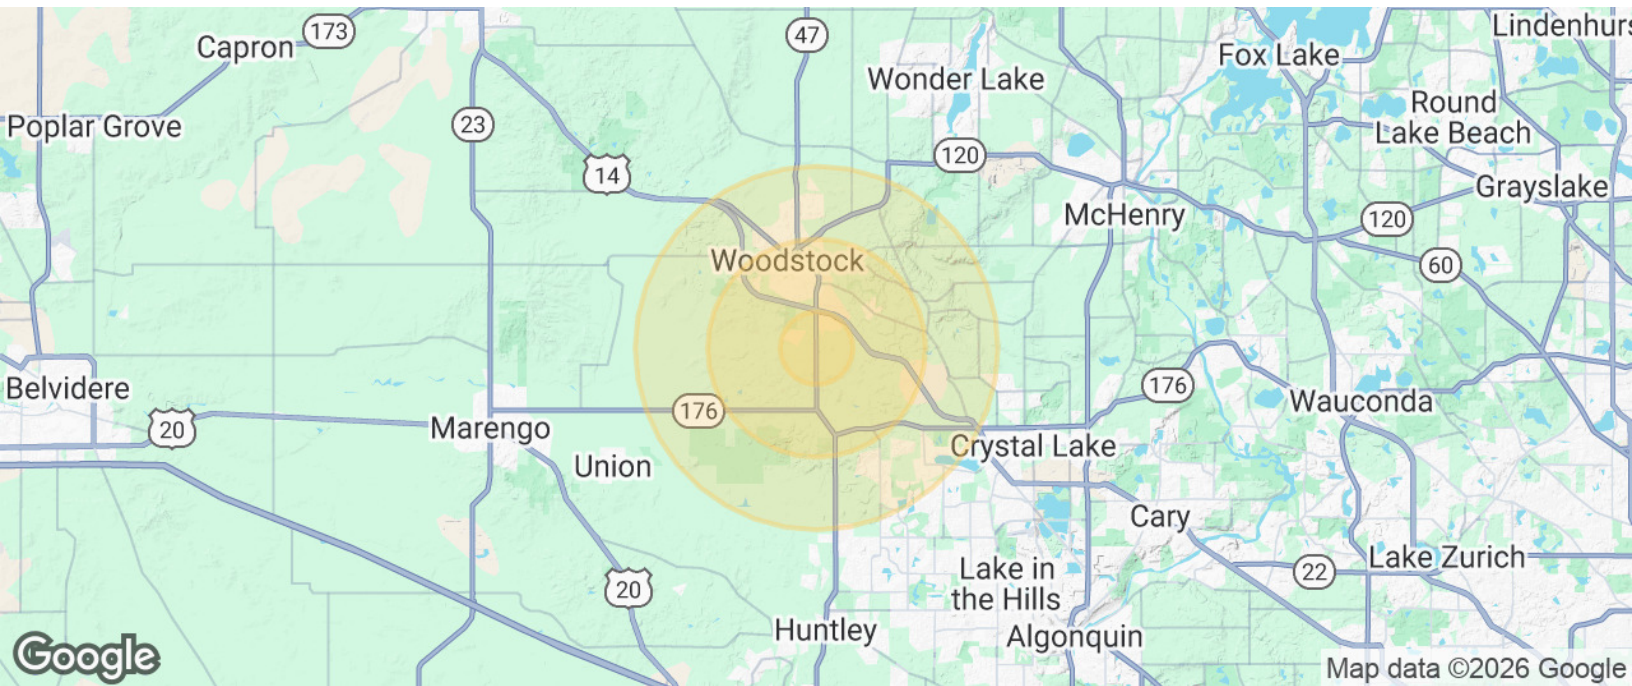 Lindenhurs
173
47
Capron
Fox Lake
Wonder Lake
Round
Lake Beach
23
Poplar Grove
120
14
Grayslake
McHenry
120
Woodstock
60
176
Belvidere
Wauconda
176
20
Marengo
Crystal Lake
Union
Cary
Lake Zurich
Lake in
the Hills
22
20
Huntley
Algonquin
Google
Map data ©2026 Google